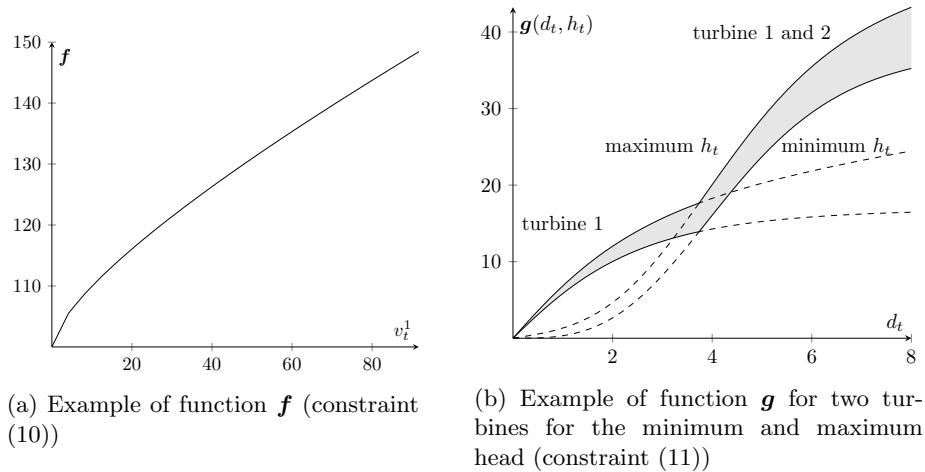 150
f
140
130
120
110
v_t^1
20 40 60 80
(a) Example of function f (constraint
(10))
40
g(d_t, h_t)
turbine 1 and 2
30
maximum h_t
minimum h_t
20
turbine 1
10
d_t
2 4 6 8
(b) Example of function g for two tur-
bines for the minimum and maximum
head (constraint (11))